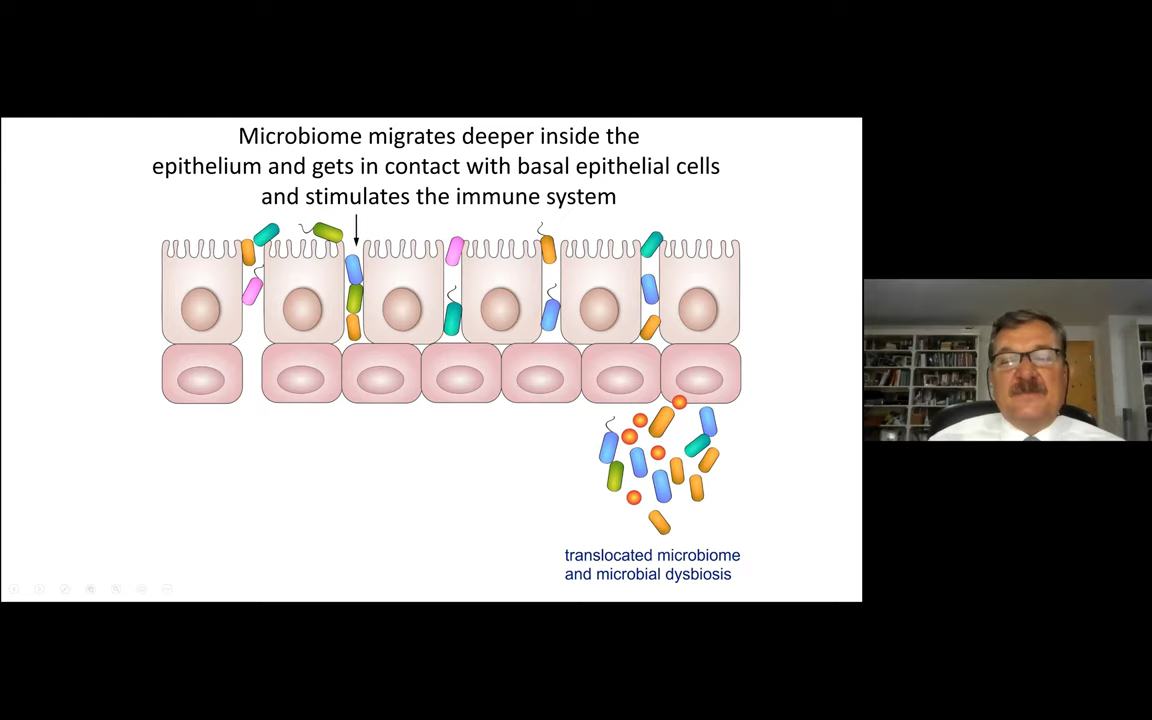 Microbiome migrates deeper inside the
epithelium and gets in contact with basal epithelial cells
and stimulates the immune system
translocated microbiome
and microbial dysbiosis